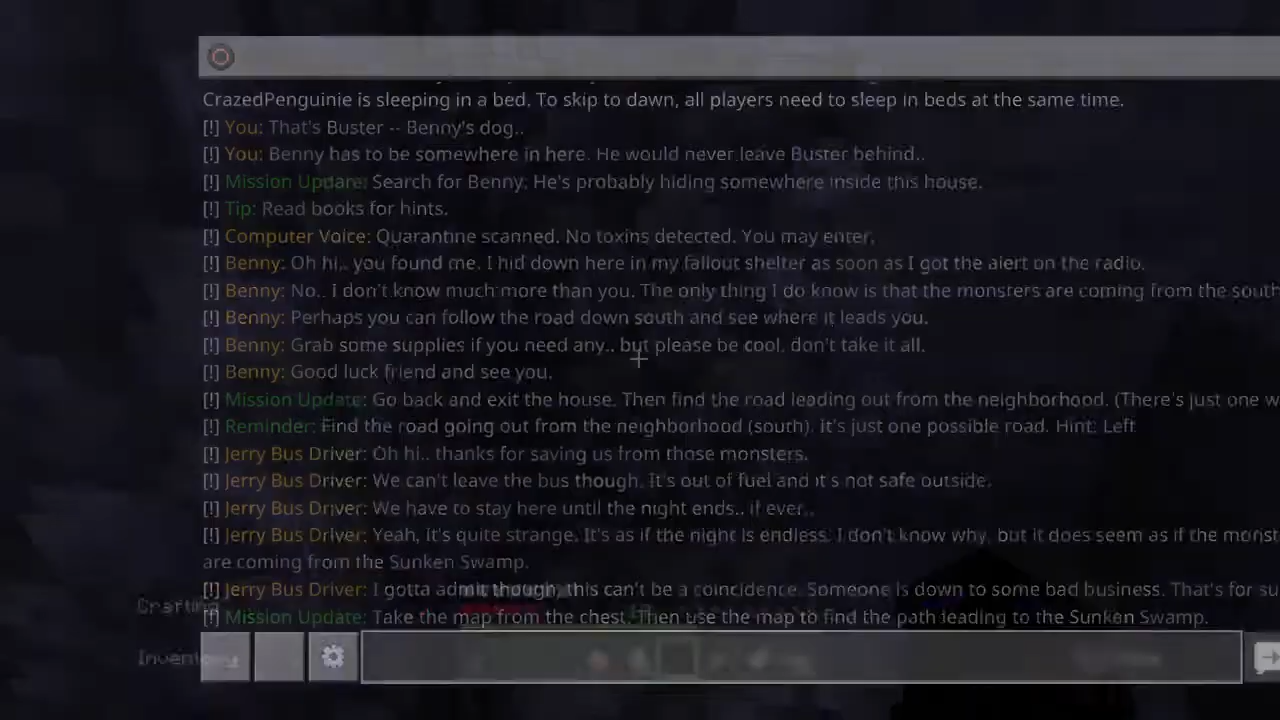 CrazedPenguinie is sleeping in a bed. To skip to dawn, all players need to sleep in beds at the same time.
[!] You: That's Buster -- Benny's dog..
[!] You: Benny has to be somewhere in here. He would never leave Buster behind..
[!] Mission Update: Search for Benny. He's probably hiding somewhere inside this house.
[!] Tip: Read books for hints.
[!] Computer Voice: Quarantine scanned. No toxins detected. You may enter.
[!] Benny: Oh hi.. you found me. I hid down here in my fallout shelter as soon as I got the alert on the radio.
[!] Benny: No.. I don't know much more than you. The only thing I do know is that the monsters are coming from the south
[!] Benny: Perhaps you can follow the road down south and see where it leads you.
[!] Benny: Grab some supplies if you need any.. but please be cool, don't take it all.
[!] Benny: Good luck friend and see you.
[!] Mission Update: Go back and exit the house. Then find the road leading out from the neighborhood. (There's just one w
[!] Reminder: Find the road going out from the neighborhood (south). It's just one possible road. Hint: Left
[!] Jerry Bus Driver: Oh hi.. thanks for saving us from those monsters.
[!] Jerry Bus Driver: We can't leave the bus though. It's out of fuel and it's not safe outside.
[!] Jerry Bus Driver: We have to stay here until the night ends.. if ever..
[!] Jerry Bus Driver: Yeah, it's quite strange. It's as if the night is endless. I don't know why, but it does seem as if the monst
are coming from the Sunken Swamp.
[!] Jerry Bus Driver: I gotta admit though, this can't be a coincidence. Someone is down to some bad business. That's for su
Crafting
[!] Mission Update: Take the map from the chest. Then use the map to find the path leading to the Sunken Swamp.
Inventory